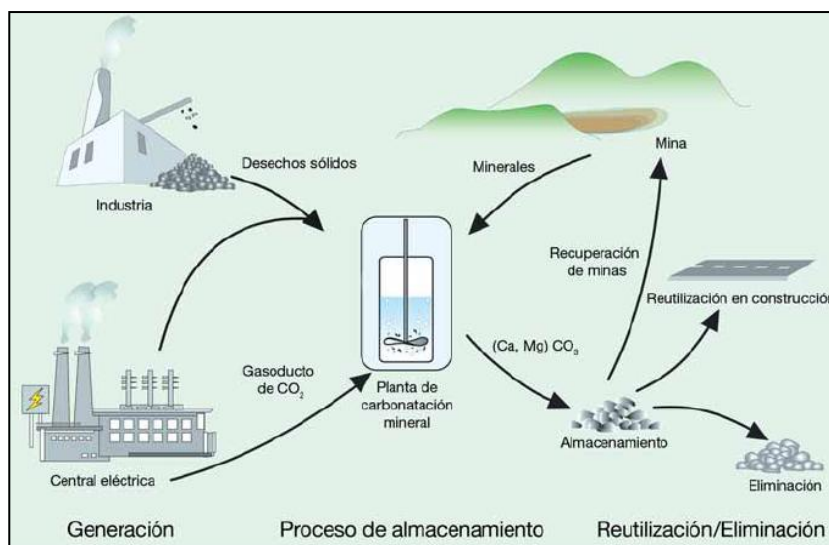 Desechos sólidos
Industria
Minerales
Mina
Recuperación
de minas
Reutilización en construcción
(Ca, Mg) CO₃
Gasoducto
de CO₂
Planta de
carbonatación
mineral
Almacenamiento
Central eléctrica
Eliminación
Generación
Proceso de almacenamiento
Reutilización/Eliminación